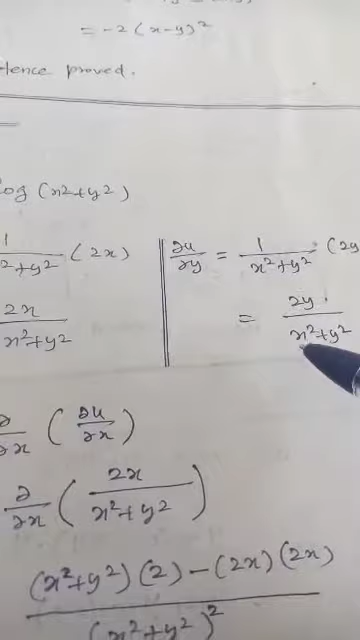 = -2 (x-y)²
Hence proved.
log (x²+y²)
1/(x²+y²) (2x)
2x/(x²+y²)
∂u/∂y = 1/(x²+y²) · (2y
= 2y/(x²+y²)
∂/∂x (∂u/∂x)
∂/∂x (2x/(x²+y²))
(x²+y²)(2) - (2x)(2x)/(x²+y²)²